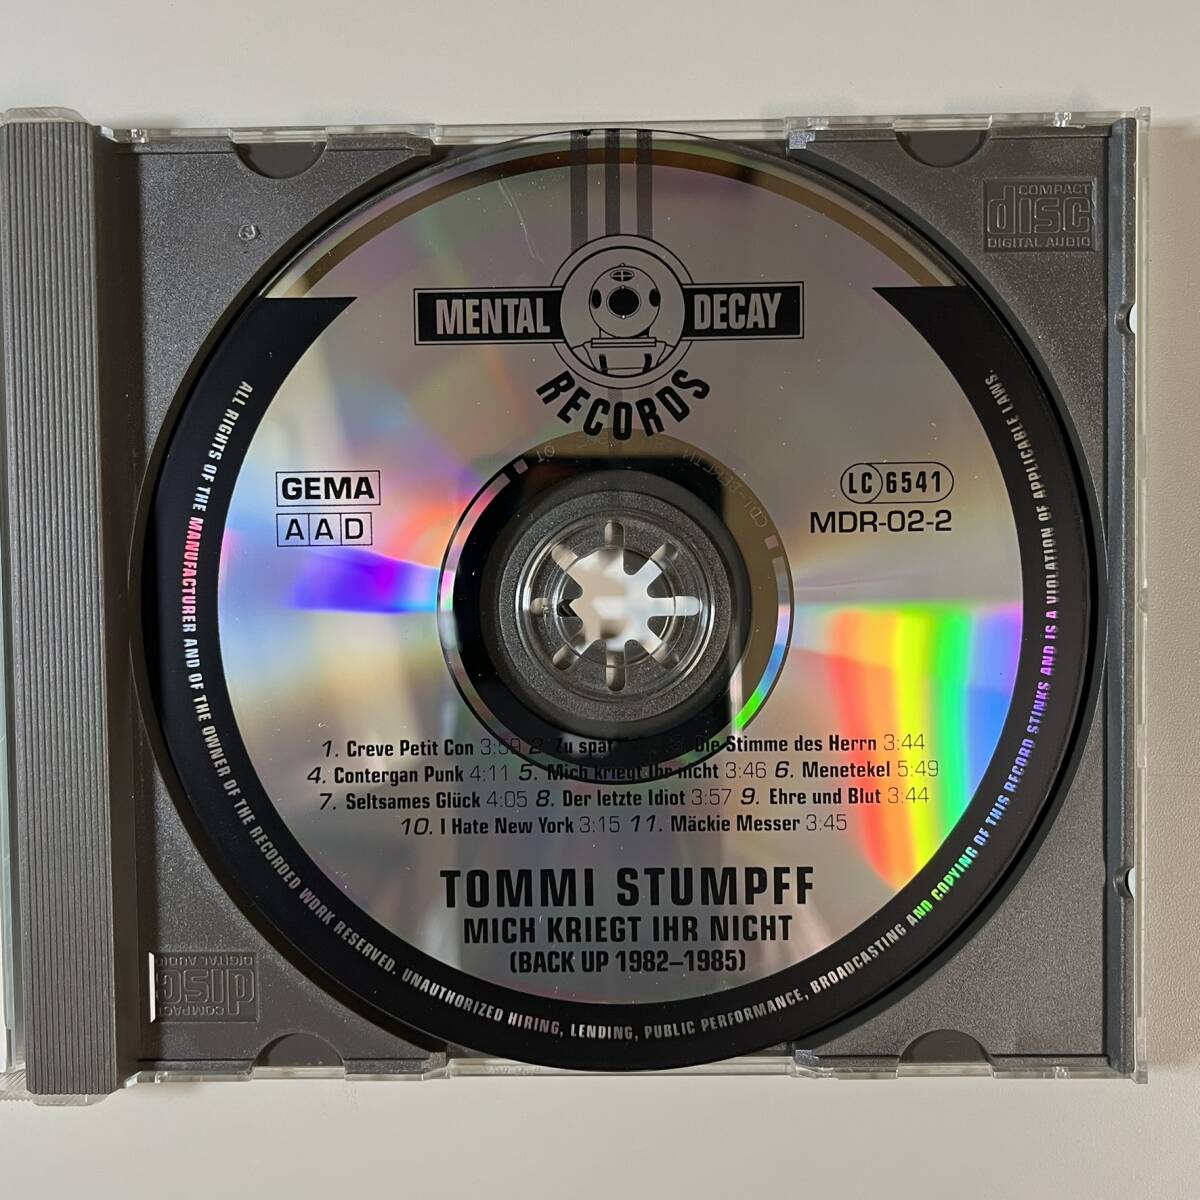 COMPACT
disc
DIGITAL AUDIO
MENTAL DECAY
RECORDS
GEMA
AAD
LC 6541
MDR-02-2
1. Creve Petit Con 3:59 2. Zu spät Die Stimme des Herrn 3:44
4. Contergan Punk 4:11 5. Mich kriegt Ihr nicht 3:46 6. Menetekel 5:49
7. Seltsames Glück 4:05 8. Der letzte Idiot 3:57 9. Ehre und Blut 3:44
10. I Hate New York 3:15 11. Mäckie Messer 3:45
TOMMI STUMPFF
MICH KRIEGT IHR NICHT
(BACK UP 1982–1985)
ALL RIGHTS OF THE MANUFACTURER AND OF THE OWNER OF THE RECORDED WORK RESERVED. UNAUTHORIZED HIRING, LENDING, PUBLIC PERFORMANCE, BROADCASTING AND COPYING OF THIS RECORD STINKS AND IS A VIOLATION OF APPLICABLE LAWS.
COMPACT
disc
DIGITAL AUDIO